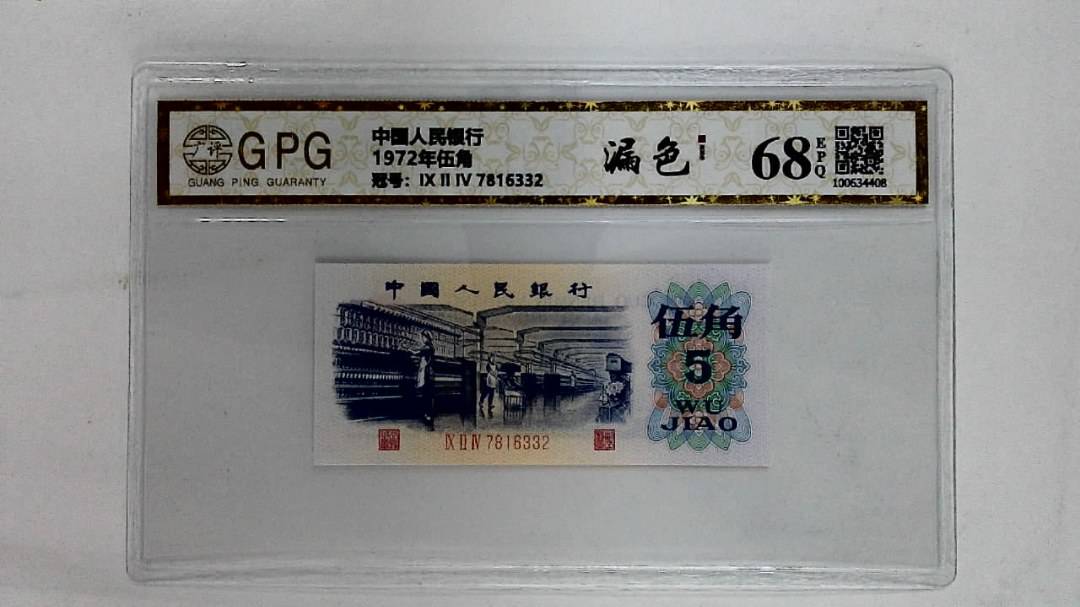 GPG
GUANG PING GUARANTY
中国人民银行
1972年伍角
冠号：IX II IV 7816332
漏色
68
EPQ
100634408
中國人民銀行
伍角
5
WU
JIAO
IX II IV 7816332